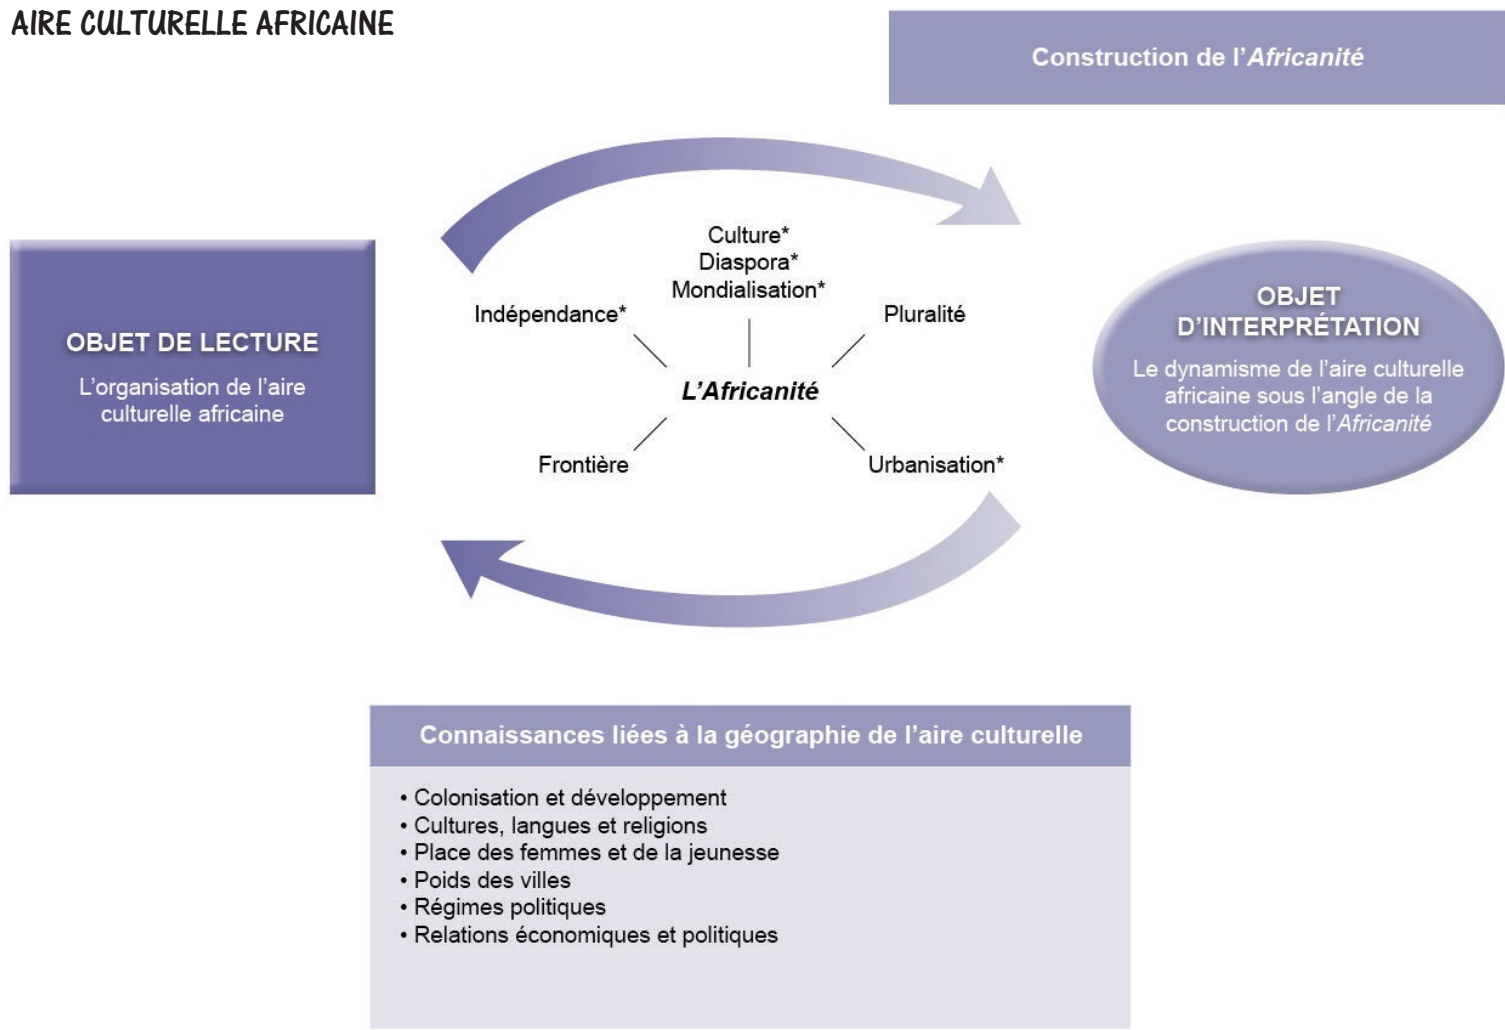 AIRE CULTURELLE AFRICAINE
Construction de l’Africanité
OBJET DE LECTURE
L’organisation de l’aire
culturelle africaine
Culture*
Diaspora*
Mondialisation*
Indépendance*
Pluralité
L’Africanité
Frontière
Urbanisation*
OBJET
D’INTERPRÉTATION
Le dynamisme de l’aire culturelle
africaine sous l’angle de la
construction de l’Africanité
Connaissances liées à la géographie de l’aire culturelle
• Colonisation et développement
• Cultures, langues et religions
• Place des femmes et de la jeunesse
• Poids des villes
• Régimes politiques
• Relations économiques et politiques